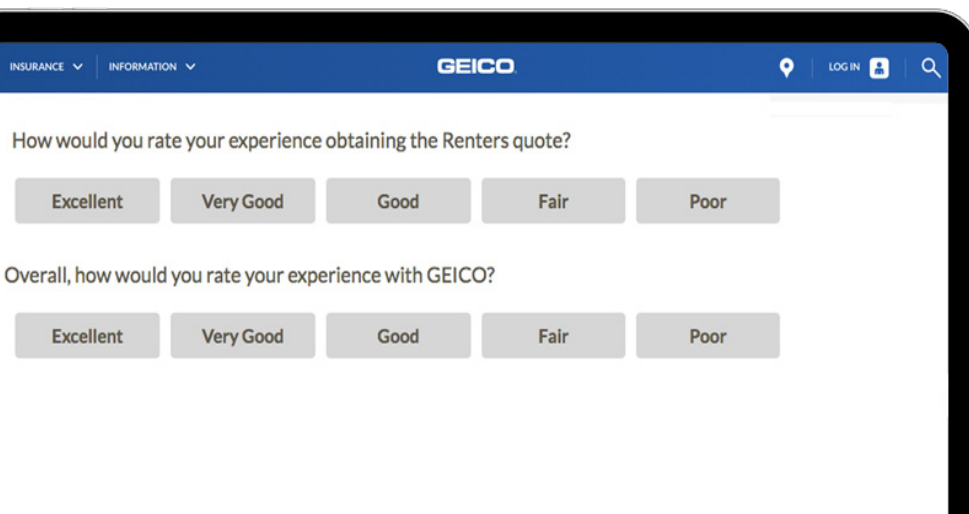 INSURANCE INFORMATION GEICO LOG IN
How would you rate your experience obtaining the Renters quote?
Excellent Very Good Good Fair Poor
Overall, how would you rate your experience with GEICO?
Excellent Very Good Good Fair Poor